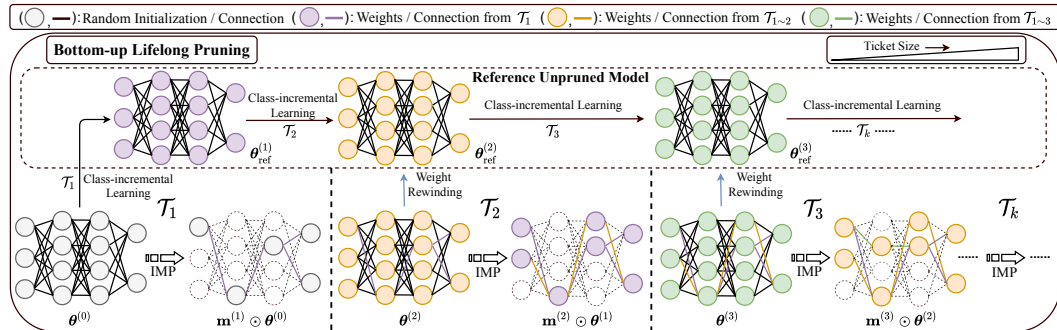 (◯, —): Random Initialization / Connection (◯, —): Weights / Connection from 𝒯₁ (◯, —): Weights / Connection from 𝒯₁~₂ (◯, —): Weights / Connection from 𝒯₁~₃
Bottom-up Lifelong Pruning
Ticket Size
Reference Unpruned Model
Class-incremental
Learning
𝒯₂
Class-incremental Learning
𝒯₃
Class-incremental Learning
𝒯ₖ
θ_ref^(1)
θ_ref^(2)
θ_ref^(3)
𝒯₁
Class-incremental
Learning
Weight
Rewinding
Weight
Rewinding
𝒯₁
𝒯₂
𝒯₃
𝒯ₖ
IMP
IMP
IMP
IMP
θ^(0)
m^(1) ⊙ θ^(0)
θ^(2)
m^(2) ⊙ θ^(1)
θ^(3)
m^(3) ⊙ θ^(2)